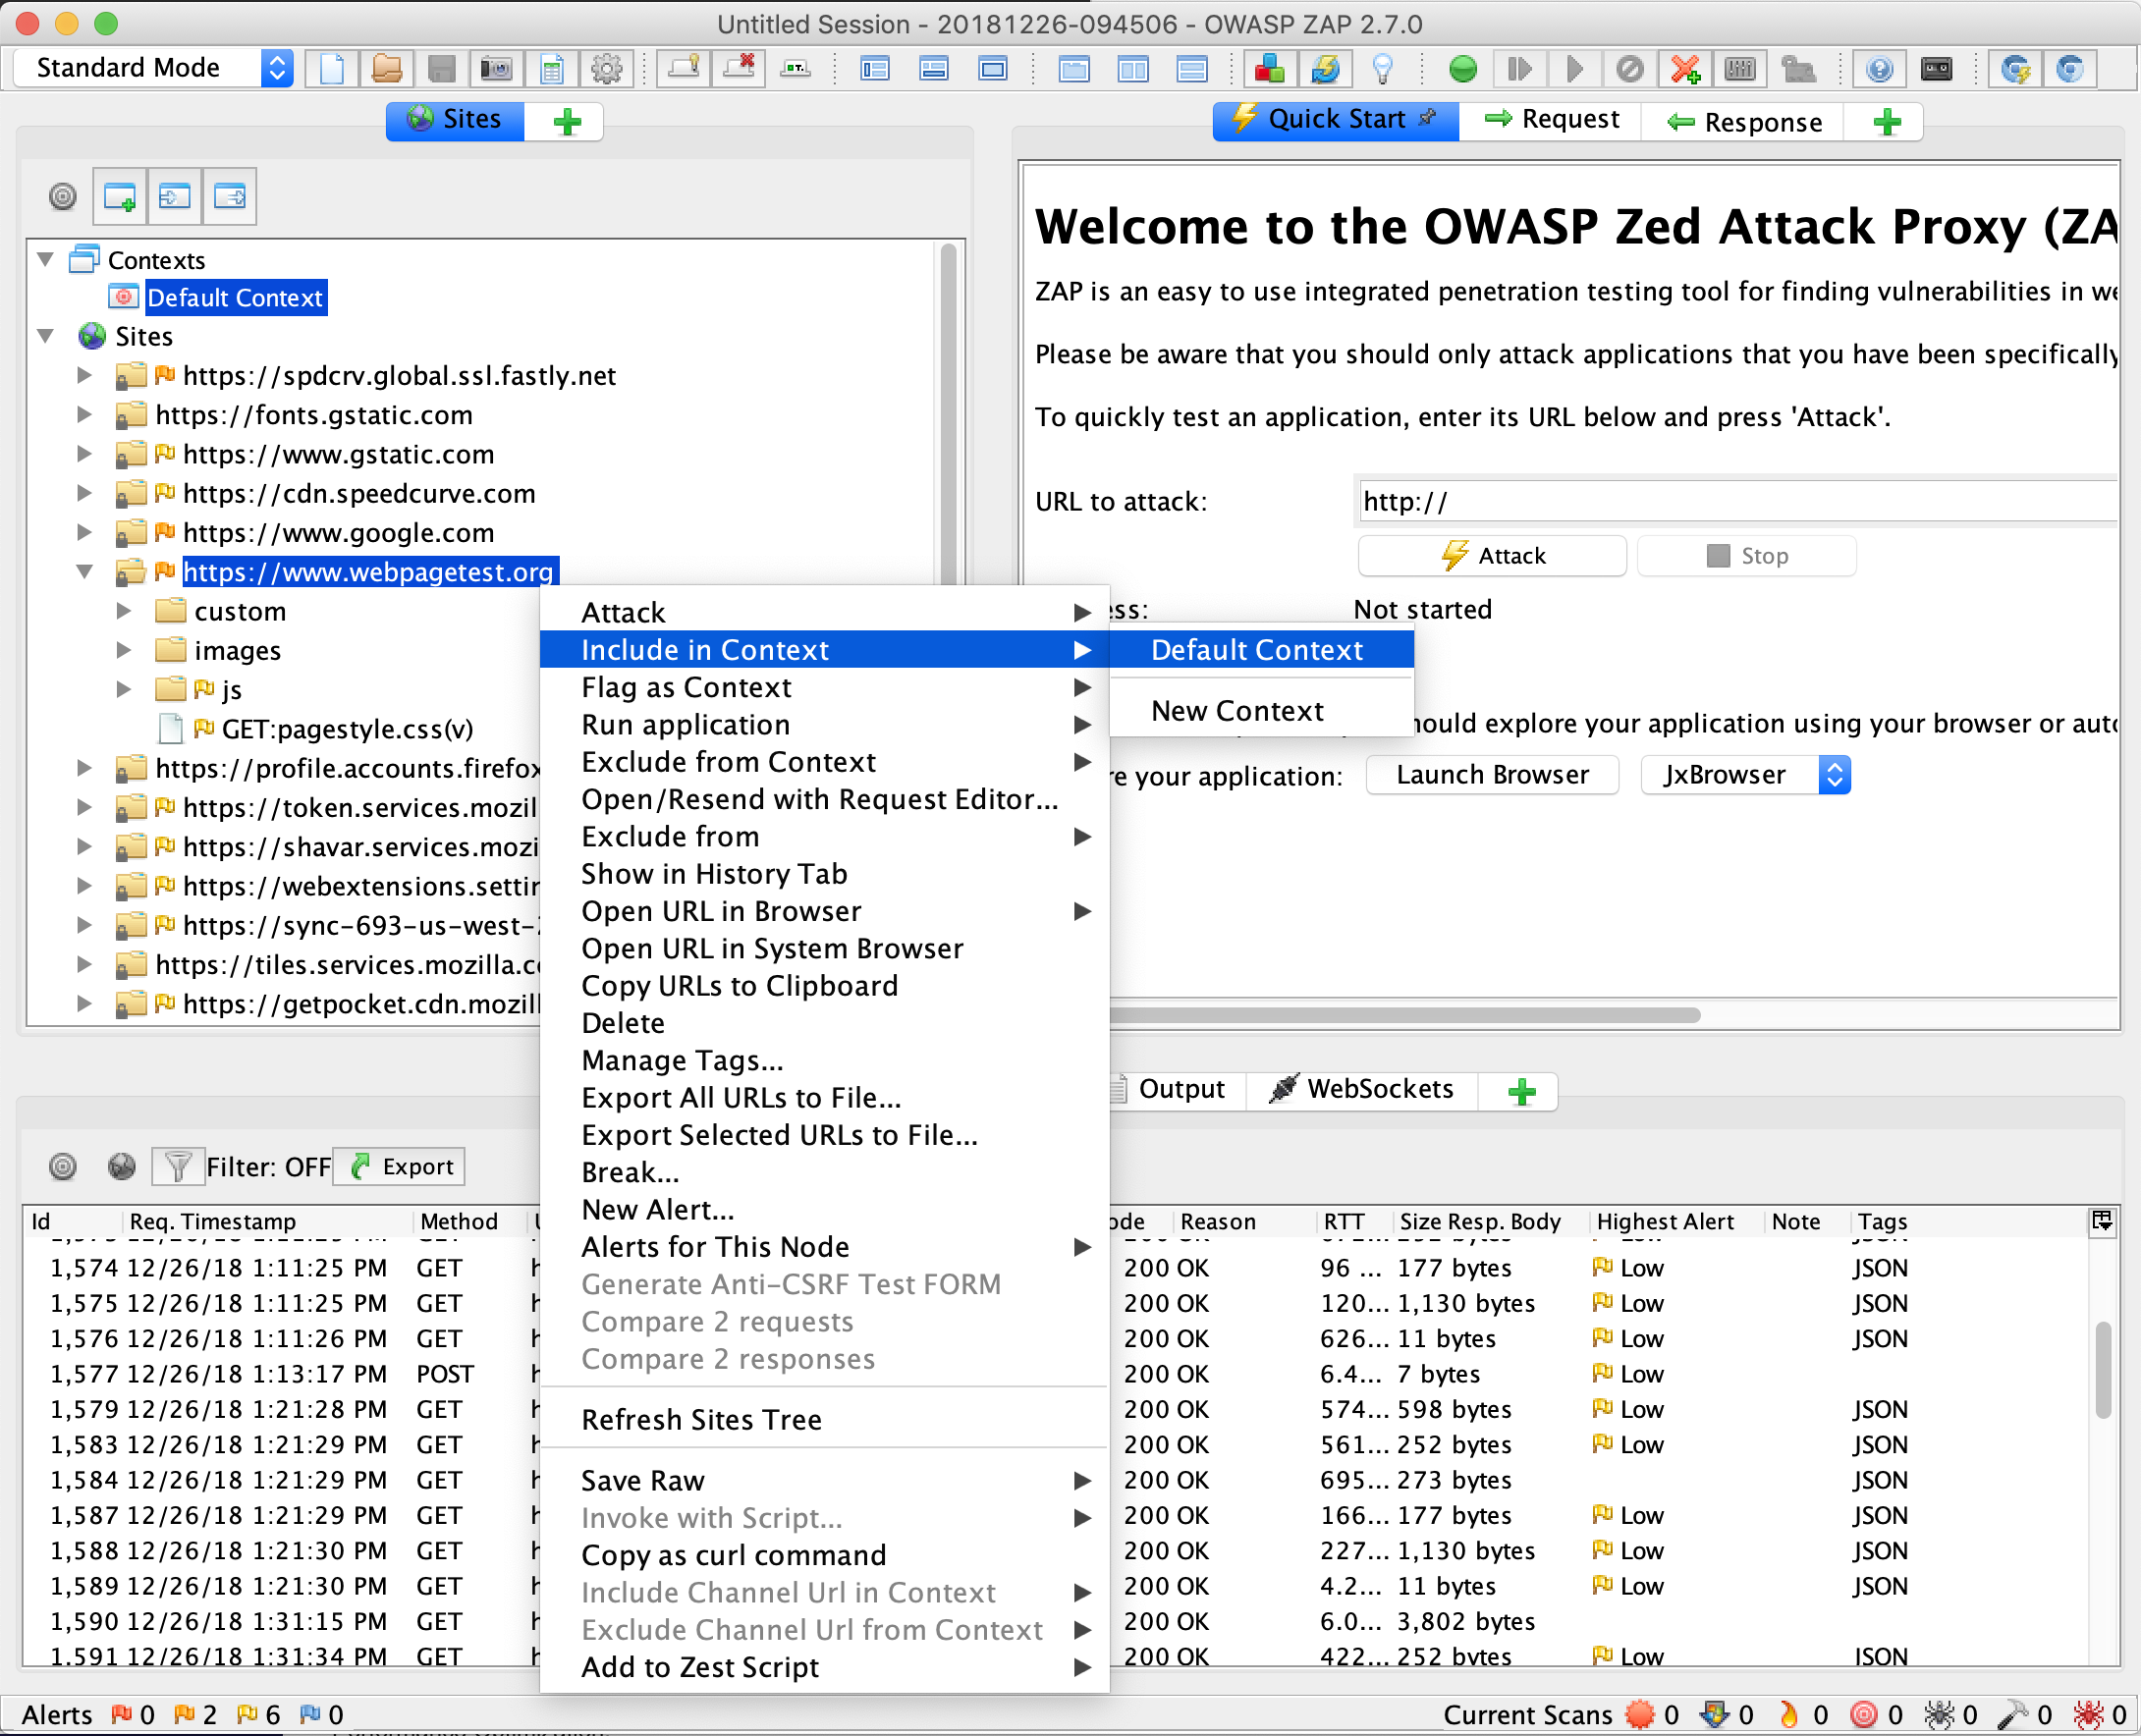 Untitled Session - 20181226-094506 - OWASP ZAP 2.7.0
Standard Mode
Sites
Quick Start
Request
Response
Contexts
Default Context
Sites
https://spdcrv.global.ssl.fastly.net
https://fonts.gstatic.com
https://www.gstatic.com
https://cdn.speedcurve.com
https://www.google.com
https://www.webpagetest.org
custom
images
js
GET:pagestyle.css(v)
https://profile.accounts.firefox
https://token.services.mozil
https://shavar.services.mozi
https://webextensions.settin
https://sync-693-us-west-
https://tiles.services.mozilla.c
https://getpocket.cdn.mozil
Welcome to the OWASP Zed Attack Proxy (ZA
ZAP is an easy to use integrated penetration testing tool for finding vulnerabilities in we
Please be aware that you should only attack applications that you have been specifically
To quickly test an application, enter its URL below and press 'Attack'.
URL to attack: http://
Attack Stop
ess: Not started
hould explore your application using your browser or auto
re your application: Launch Browser JxBrowser
Attack
Include in Context
Flag as Context
Run application
Exclude from Context
Open/Resend with Request Editor...
Exclude from
Show in History Tab
Open URL in Browser
Open URL in System Browser
Copy URLs to Clipboard
Delete
Manage Tags...
Export All URLs to File...
Export Selected URLs to File...
Break...
New Alert...
Alerts for This Node
Generate Anti-CSRF Test FORM
Compare 2 requests
Compare 2 responses
Refresh Sites Tree
Save Raw
Invoke with Script...
Copy as curl command
Include Channel Url in Context
Exclude Channel Url from Context
Add to Zest Script
Default Context
New Context
Output WebSockets
Filter: OFF Export
Id Req. Timestamp Method ode Reason RTT Size Resp. Body Highest Alert Note Tags
1,574 12/26/18 1:11:25 PM GET h 200 OK 96 ... 177 bytes Low JSON
1,575 12/26/18 1:11:25 PM GET h 200 OK 120... 1,130 bytes Low JSON
1,576 12/26/18 1:11:26 PM GET h 200 OK 626... 11 bytes Low JSON
1,577 12/26/18 1:13:17 PM POST h 200 OK 6.4... 7 bytes Low
1,579 12/26/18 1:21:28 PM GET h 200 OK 574... 598 bytes Low JSON
1,583 12/26/18 1:21:29 PM GET h 200 OK 561... 252 bytes Low JSON
1,584 12/26/18 1:21:29 PM GET h 200 OK 695... 273 bytes JSON
1,587 12/26/18 1:21:29 PM GET h 200 OK 166... 177 bytes Low JSON
1,588 12/26/18 1:21:30 PM GET h 200 OK 227... 1,130 bytes Low JSON
1,589 12/26/18 1:21:30 PM GET h 200 OK 4.2... 11 bytes Low JSON
1,590 12/26/18 1:31:15 PM GET h 200 OK 6.0... 3,802 bytes
1,591 12/26/18 1:31:34 PM GET h 200 OK 422... 252 bytes Low JSON
Alerts 0 2 6 0 Current Scans 0 0 0 0 0 0 0